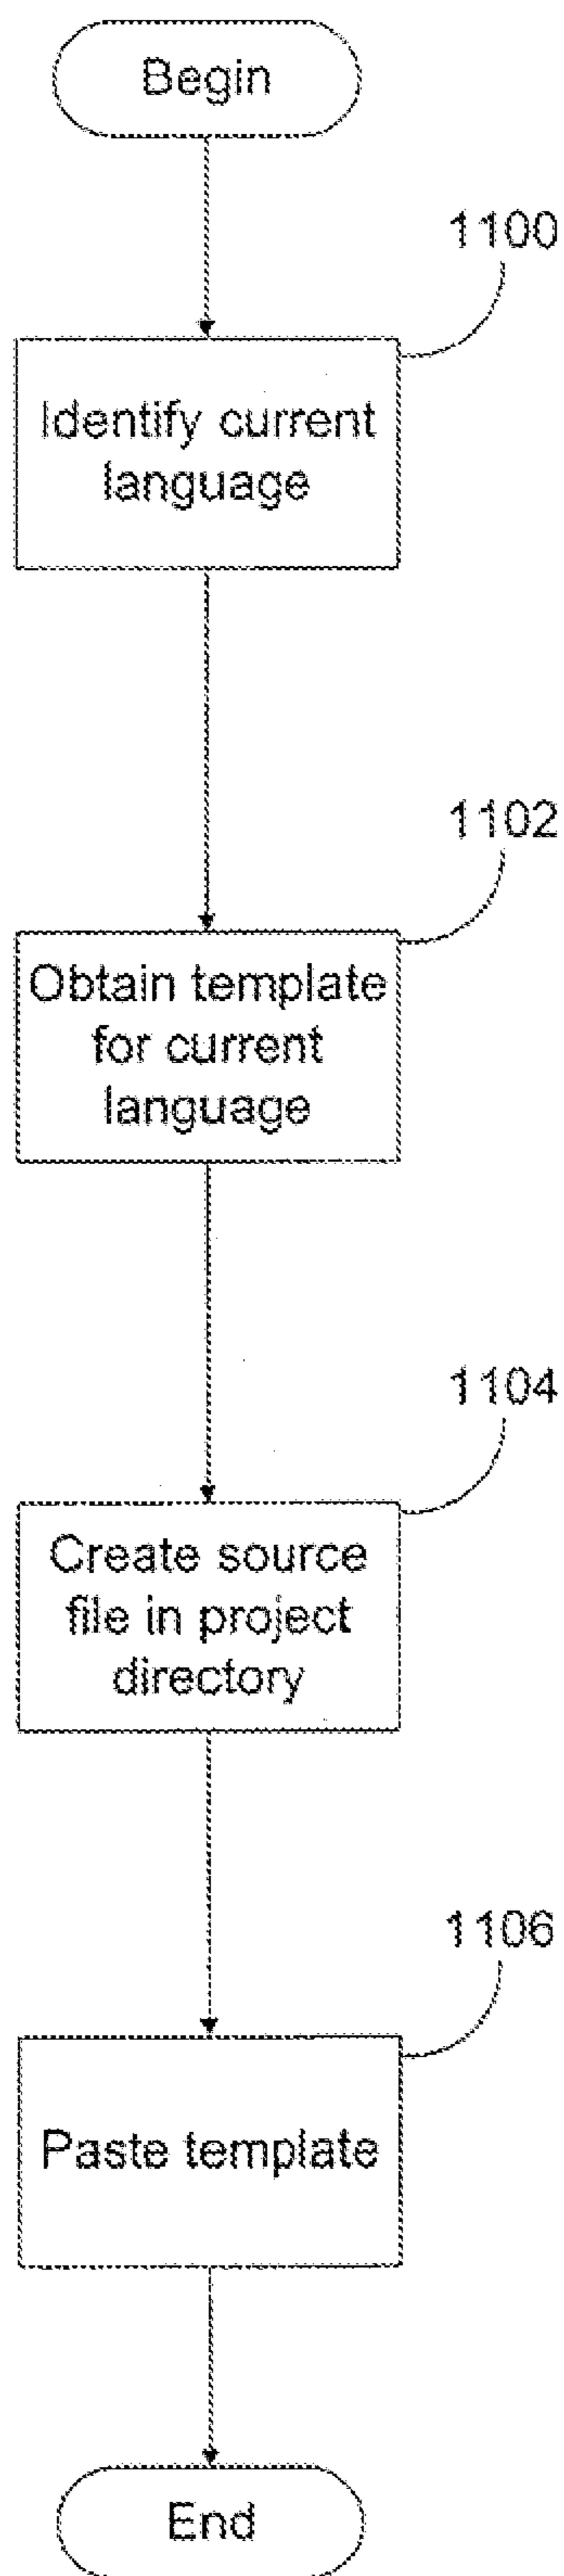 Begin
1100
Identify current
language
1102
Obtain template
for current
language
1104
Create source
file in project
directory
1106
Paste template
End